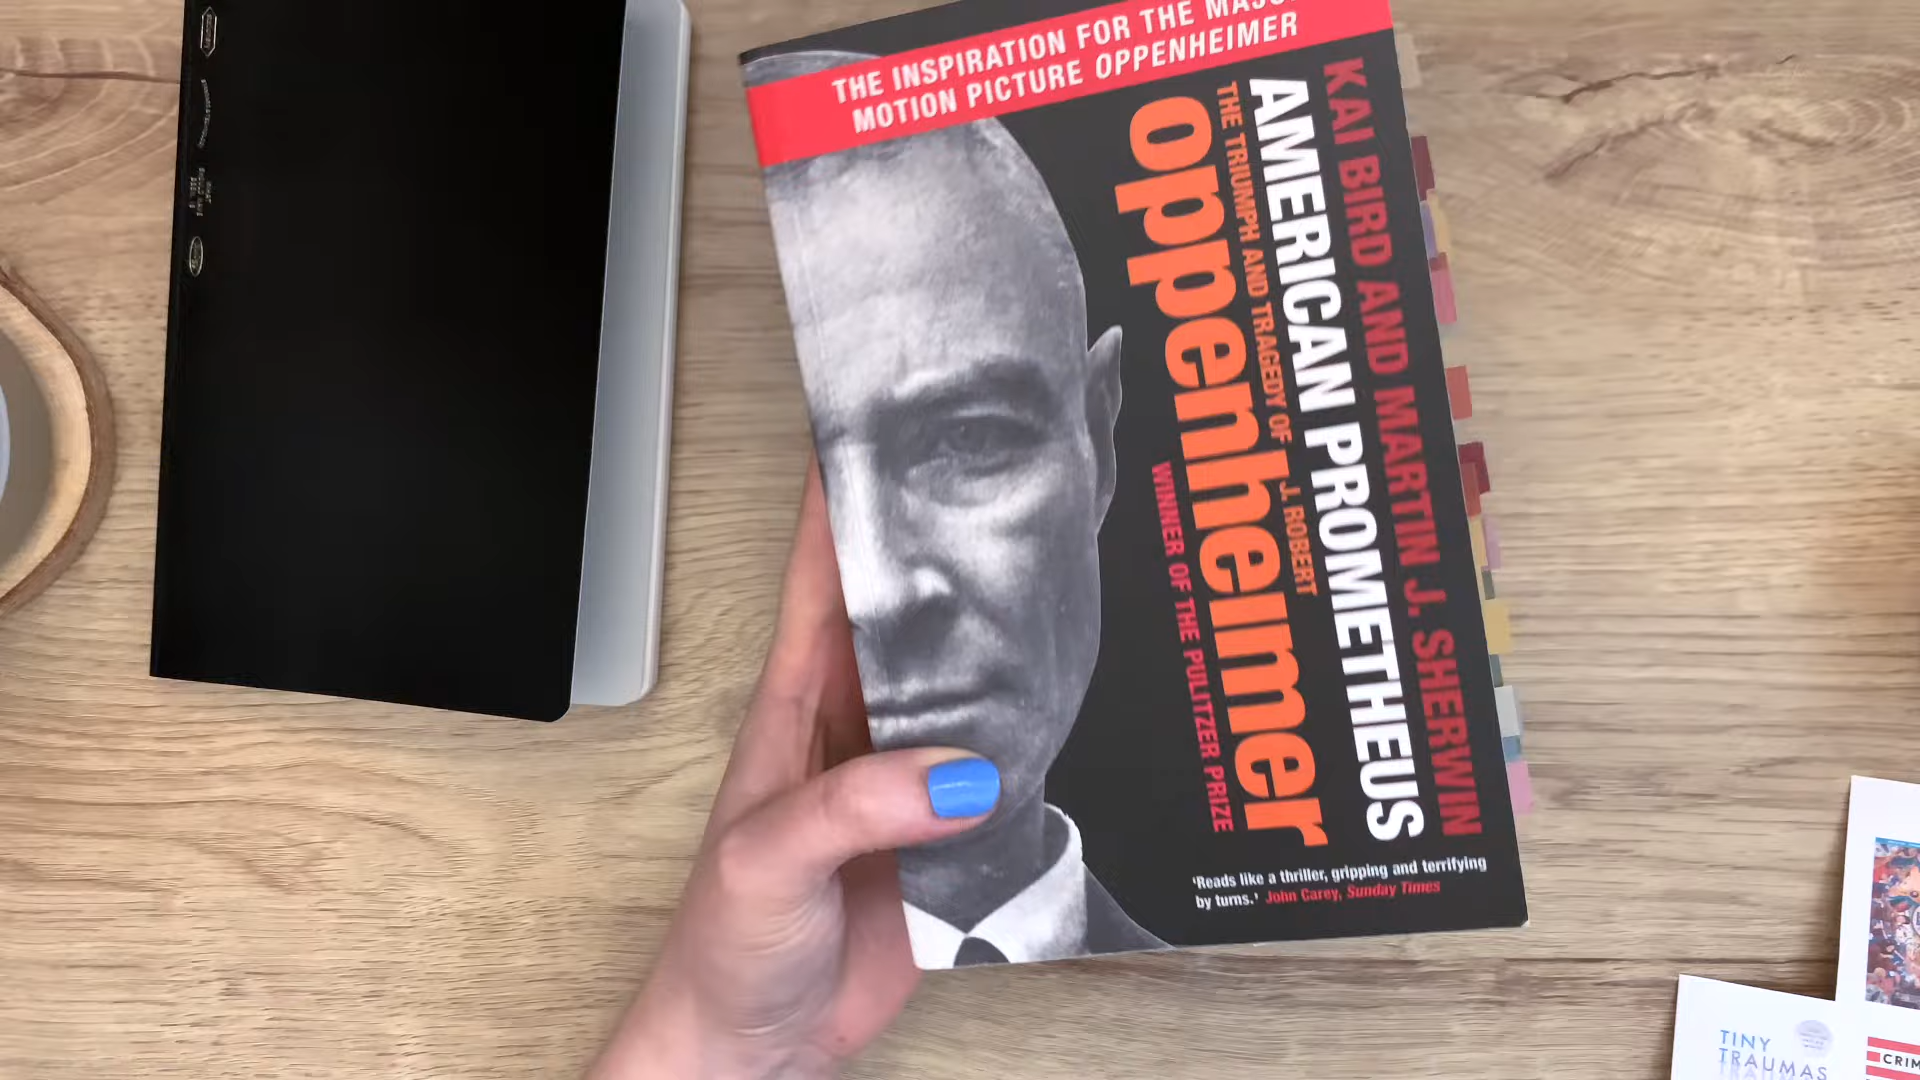 THE INSPIRATION FOR THE
MOTION PICTURE OPPENHEIMER
KAI BIRD AND MARTIN J. SHERWIN
AMERICAN PROMETHEUS
THE TRIUMPH AND TRAGEDY OF J. ROBERT
oppenheimer
WINNER OF THE PULITZER PRIZE
'Reads like a thriller, gripping and terrifying
by turns.' John Carey, Sunday Times
TINY
TRAUMAS